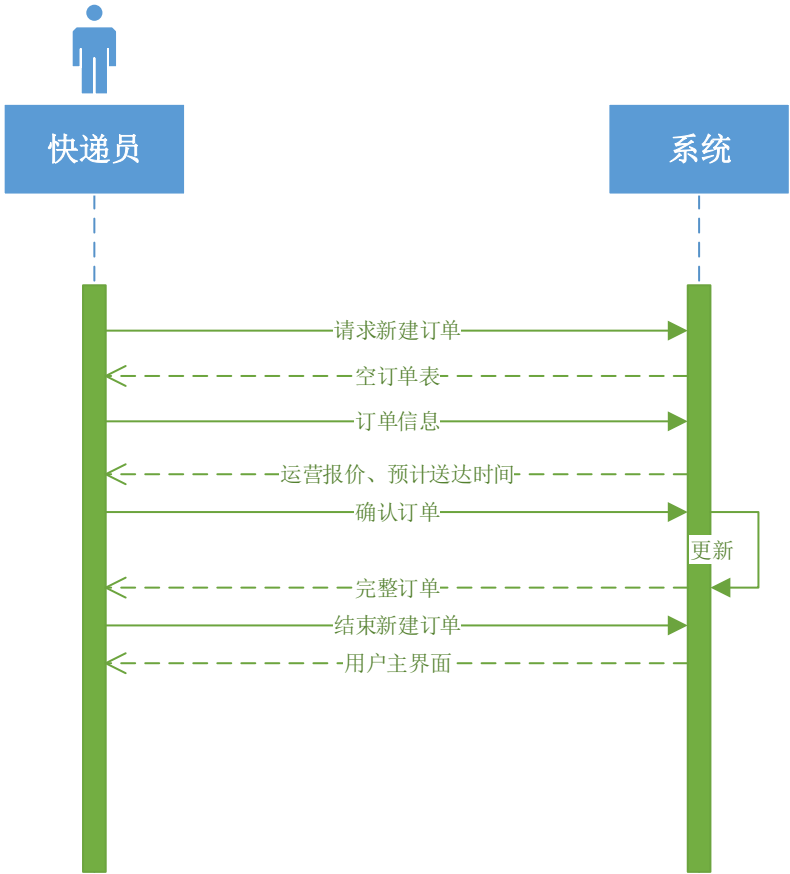 快递员
系统
请求新建订单
空订单表
订单信息
运营报价、预计送达时间
确认订单
更新
完整订单
结束新建订单
用户主界面